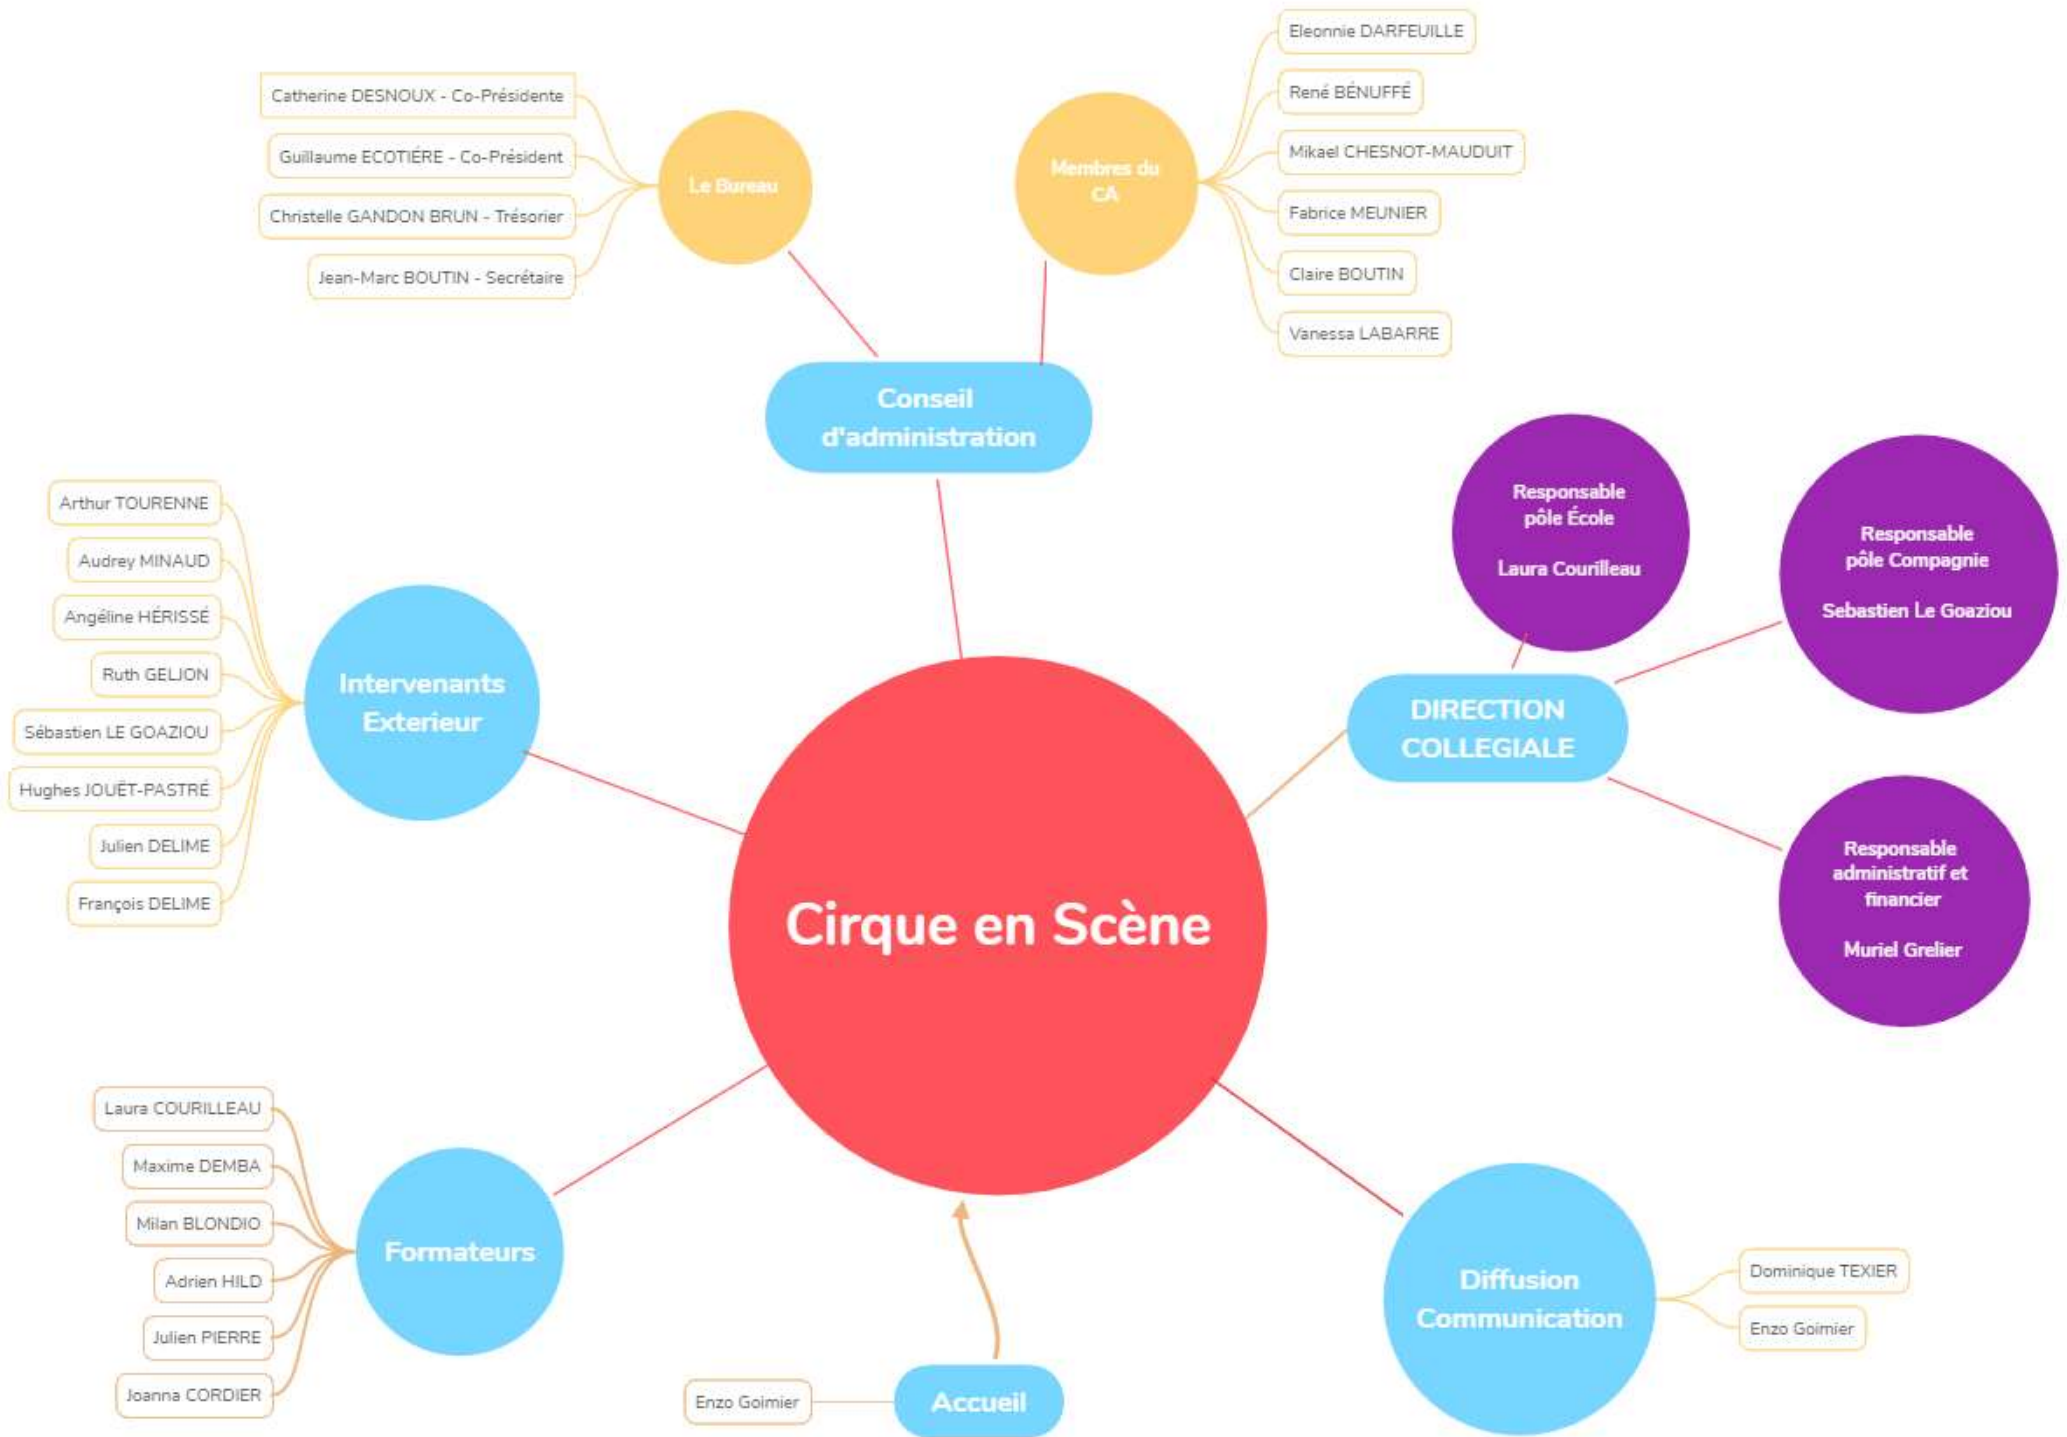 Catherine DESNOUX - Co-Présidente
Guillaume ECOTIÉRE - Co-Président
Christelle GANDON BRUN - Trésorier
Jean-Marc BOUTIN - Secrétaire
Le Bureau
Membres du
CA
Eleonnie DARFEUILLE
René BÉNUFFÉ
Mikael CHESNOT-MAUDUIT
Fabrice MEUNIER
Claire BOUTIN
Vanessa LABARRE
Conseil
d'administration
Arthur TOURENNE
Audrey MINAUD
Angéline HÉRISSÉ
Ruth GELJON
Sébastien LE GOAZIOU
Hughes JOUËT-PASTRÉ
Julien DELIME
François DELIME
Intervenants
Exterieur
Responsable
pôle École
Laura Courilleau
Responsable
pôle Compagnie
Sebastien Le Goaziou
DIRECTION
COLLEGIALE
Responsable
administratif et
financier
Muriel Grelier
Cirque en Scène
Laura COURILLEAU
Maxime DEMBA
Milan BLONDIO
Adrien HILD
Julien PIERRE
Joanna CORDIER
Formateurs
Enzo Goimier
Accueil
Diffusion
Communication
Dominique TEXIER
Enzo Goimier